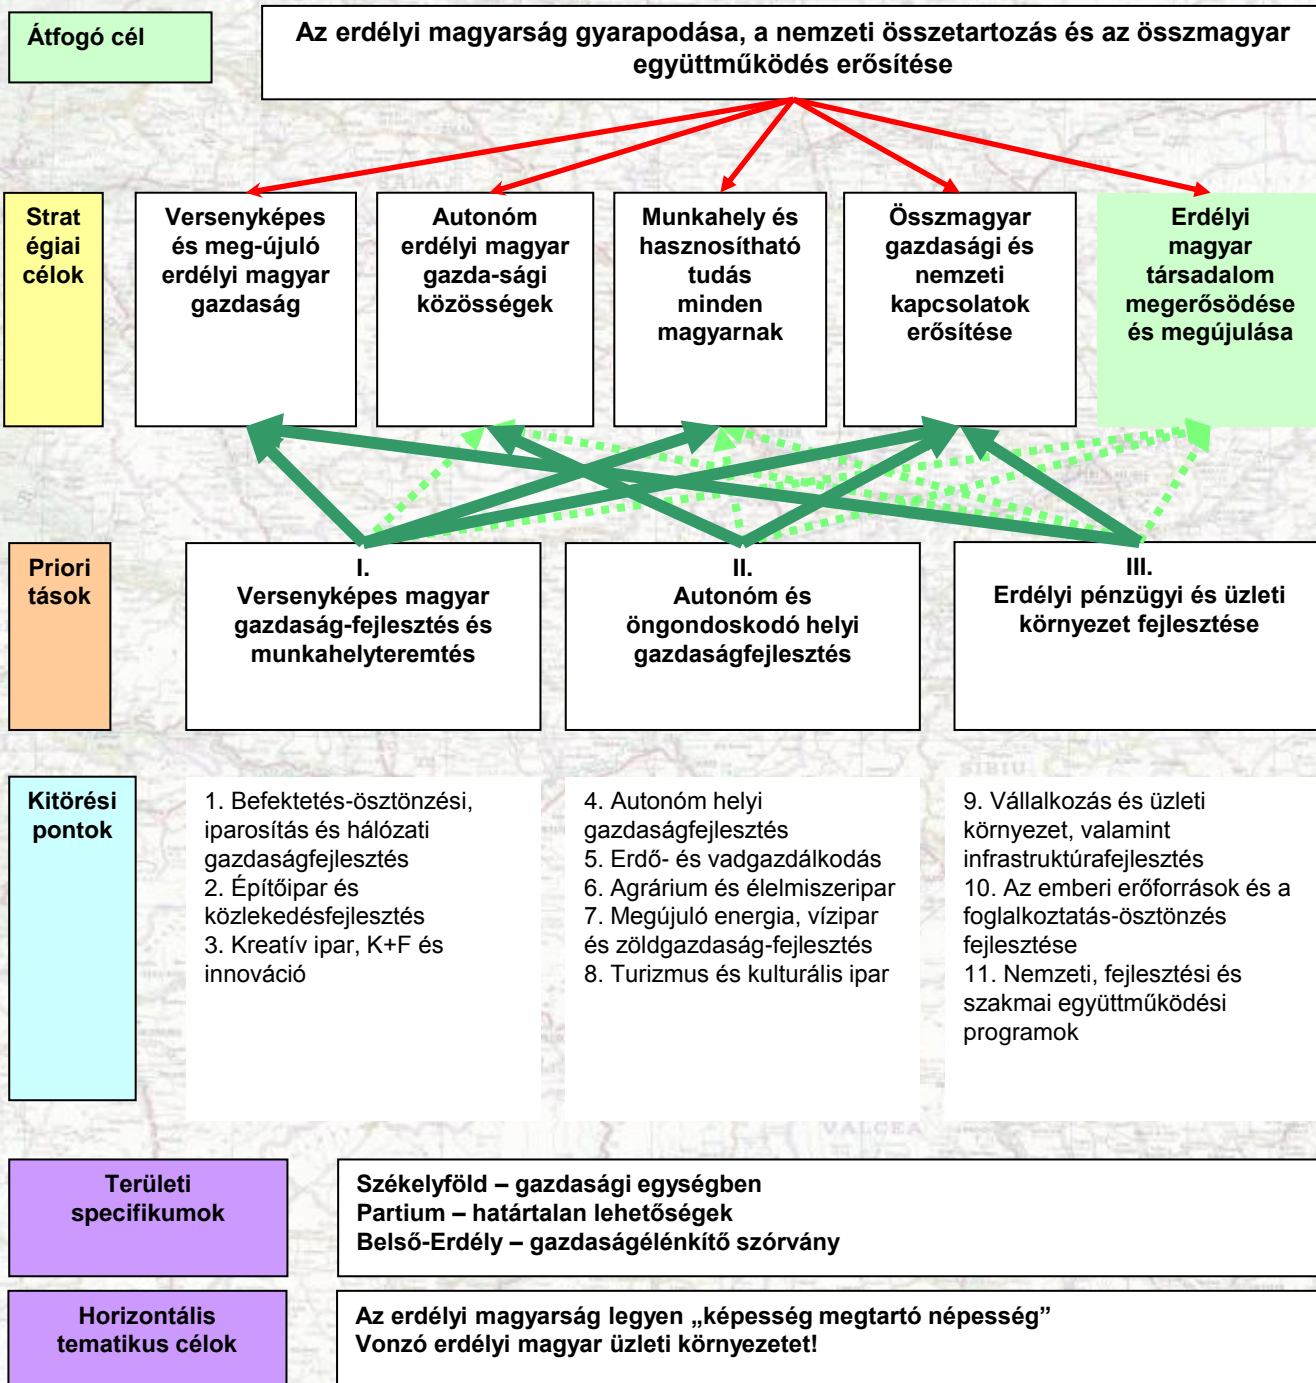 Átfogó cél
Az erdélyi magyarság gyarapodása, a nemzeti összetartozás és az összmagyar
együttműködés erősítése
Strat
égiai
célok
Versenyképes
és meg-újuló
erdélyi magyar
gazdaság
Autonóm
erdélyi magyar
gazda-sági
közösségek
Munkahely és
hasznosítható
tudás
minden
magyarnak
Összmagyar
gazdasági és
nemzeti
kapcsolatok
erősítése
Erdélyi
magyar
társadalom
megerősödése
és megújulása
Priori
tások
I.
Versenyképes magyar
gazdaság-fejlesztés és
munkahelyteremtés
II.
Autonóm és
öngondoskodó helyi
gazdaságfejlesztés
III.
Erdélyi pénzügyi és üzleti
környezet fejlesztése
SIBIU
Kitörési
pontok
1. Befektetés-ösztönzési,
iparosítás és hálózati
gazdaságfejlesztés
2. Építőipar és
közlekedésfejlesztés
3. Kreatív ipar, K+F és
innováció
4. Autonóm helyi
gazdaságfejlesztés
5. Erdő- és vadgazdálkodás
6. Agrárium és élelmiszeripar
7. Megújuló energia, vízipar
és zöldgazdaság-fejlesztés
8. Turizmus és kulturális ipar
9. Vállalkozás és üzleti
környezet, valamint
infrastruktúrafejlesztés
10. Az emberi erőforrások és a
foglalkoztatás-ösztönzés
fejlesztése
11. Nemzeti, fejlesztési és
szakmai együttműködési
programok
VALCEA
Területi
specifikumok
Székelyföld – gazdasági egységben
Partium – határtalan lehetőségek
Belső-Erdély – gazdaságélénkítő szórvány
Horizontális
tematikus célok
Az erdélyi magyarság legyen „képesség megtartó népesség”
Vonzó erdélyi magyar üzleti környezetet!